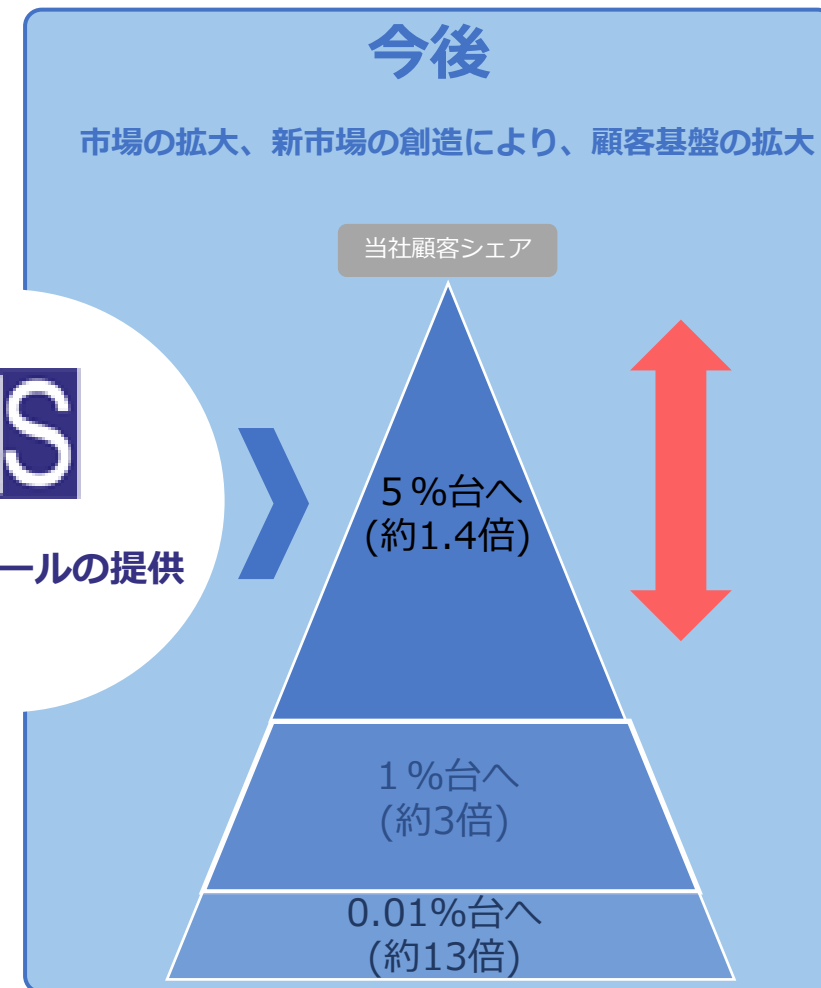 今後
市場の拡大、新市場の創造により、顧客基盤の拡大
当社顧客シェア
S
ールの提供
５%台へ
(約1.4倍)
１%台へ
(約3倍)
0.01%台へ
(約13倍)